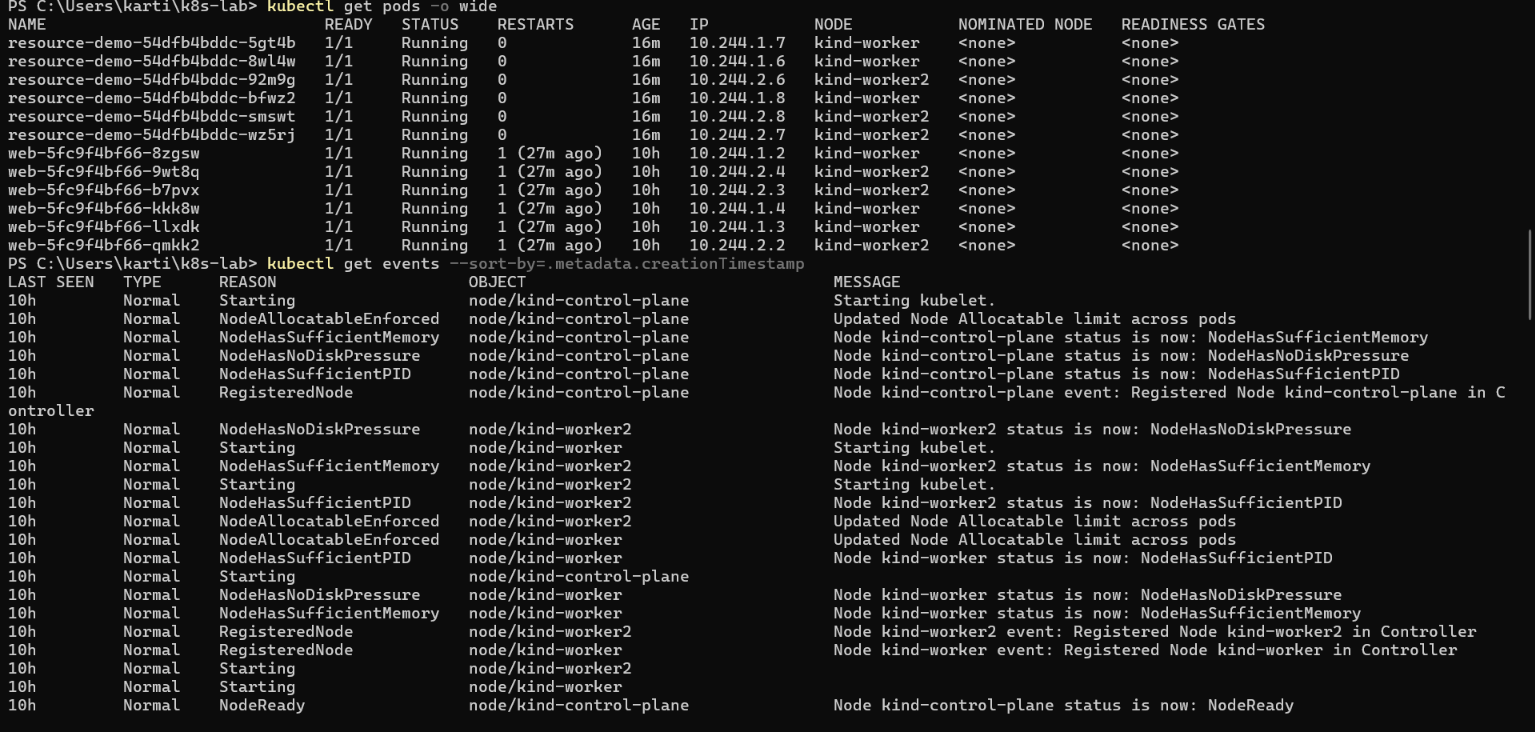 PS C:\Users\karti\k8s-lab> kubectl get pods -o wide
NAME READY STATUS RESTARTS AGE IP NODE NOMINATED NODE READINESS GATES
resource-demo-54dfb4bddc-5gt4b 1/1 Running 0 16m 10.244.1.7 kind-worker <none> <none>
resource-demo-54dfb4bddc-8wl4w 1/1 Running 0 16m 10.244.1.6 kind-worker <none> <none>
resource-demo-54dfb4bddc-92m9g 1/1 Running 0 16m 10.244.2.6 kind-worker2 <none> <none>
resource-demo-54dfb4bddc-bfwz2 1/1 Running 0 16m 10.244.1.8 kind-worker <none> <none>
resource-demo-54dfb4bddc-smswt 1/1 Running 0 16m 10.244.2.8 kind-worker2 <none> <none>
resource-demo-54dfb4bddc-wz5rj 1/1 Running 0 16m 10.244.2.7 kind-worker2 <none> <none>
web-5fc9f4bf66-8zgsw 1/1 Running 1 (27m ago) 10h 10.244.1.2 kind-worker <none> <none>
web-5fc9f4bf66-9wt8q 1/1 Running 1 (27m ago) 10h 10.244.2.4 kind-worker2 <none> <none>
web-5fc9f4bf66-b7pvx 1/1 Running 1 (27m ago) 10h 10.244.2.3 kind-worker2 <none> <none>
web-5fc9f4bf66-kkk8w 1/1 Running 1 (27m ago) 10h 10.244.1.4 kind-worker <none> <none>
web-5fc9f4bf66-llxdk 1/1 Running 1 (27m ago) 10h 10.244.1.3 kind-worker <none> <none>
web-5fc9f4bf66-qmkk2 1/1 Running 1 (27m ago) 10h 10.244.2.2 kind-worker2 <none> <none>
PS C:\Users\karti\k8s-lab> kubectl get events --sort-by=.metadata.creationTimestamp
LAST SEEN TYPE REASON OBJECT MESSAGE
10h Normal Starting node/kind-control-plane Starting kubelet.
10h Normal NodeAllocatableEnforced node/kind-control-plane Updated Node Allocatable limit across pods
10h Normal NodeHasSufficientMemory node/kind-control-plane Node kind-control-plane status is now: NodeHasSufficientMemory
10h Normal NodeHasNoDiskPressure node/kind-control-plane Node kind-control-plane status is now: NodeHasNoDiskPressure
10h Normal NodeHasSufficientPID node/kind-control-plane Node kind-control-plane status is now: NodeHasSufficientPID
10h Normal RegisteredNode node/kind-control-plane Node kind-control-plane event: Registered Node kind-control-plane in C
ontroller
10h Normal NodeHasNoDiskPressure node/kind-worker2 Node kind-worker2 status is now: NodeHasNoDiskPressure
10h Normal Starting node/kind-worker Starting kubelet.
10h Normal NodeHasSufficientMemory node/kind-worker2 Node kind-worker2 status is now: NodeHasSufficientMemory
10h Normal Starting node/kind-worker2 Starting kubelet.
10h Normal NodeHasSufficientPID node/kind-worker2 Node kind-worker2 status is now: NodeHasSufficientPID
10h Normal NodeAllocatableEnforced node/kind-worker2 Updated Node Allocatable limit across pods
10h Normal NodeAllocatableEnforced node/kind-worker Updated Node Allocatable limit across pods
10h Normal NodeHasSufficientPID node/kind-worker Node kind-worker status is now: NodeHasSufficientPID
10h Normal Starting node/kind-control-plane
10h Normal NodeHasNoDiskPressure node/kind-worker Node kind-worker status is now: NodeHasNoDiskPressure
10h Normal NodeHasSufficientMemory node/kind-worker Node kind-worker status is now: NodeHasSufficientMemory
10h Normal RegisteredNode node/kind-worker2 Node kind-worker2 event: Registered Node kind-worker2 in Controller
10h Normal RegisteredNode node/kind-worker Node kind-worker event: Registered Node kind-worker in Controller
10h Normal Starting node/kind-worker2
10h Normal Starting node/kind-worker
10h Normal NodeReady node/kind-control-plane Node kind-control-plane status is now: NodeReady